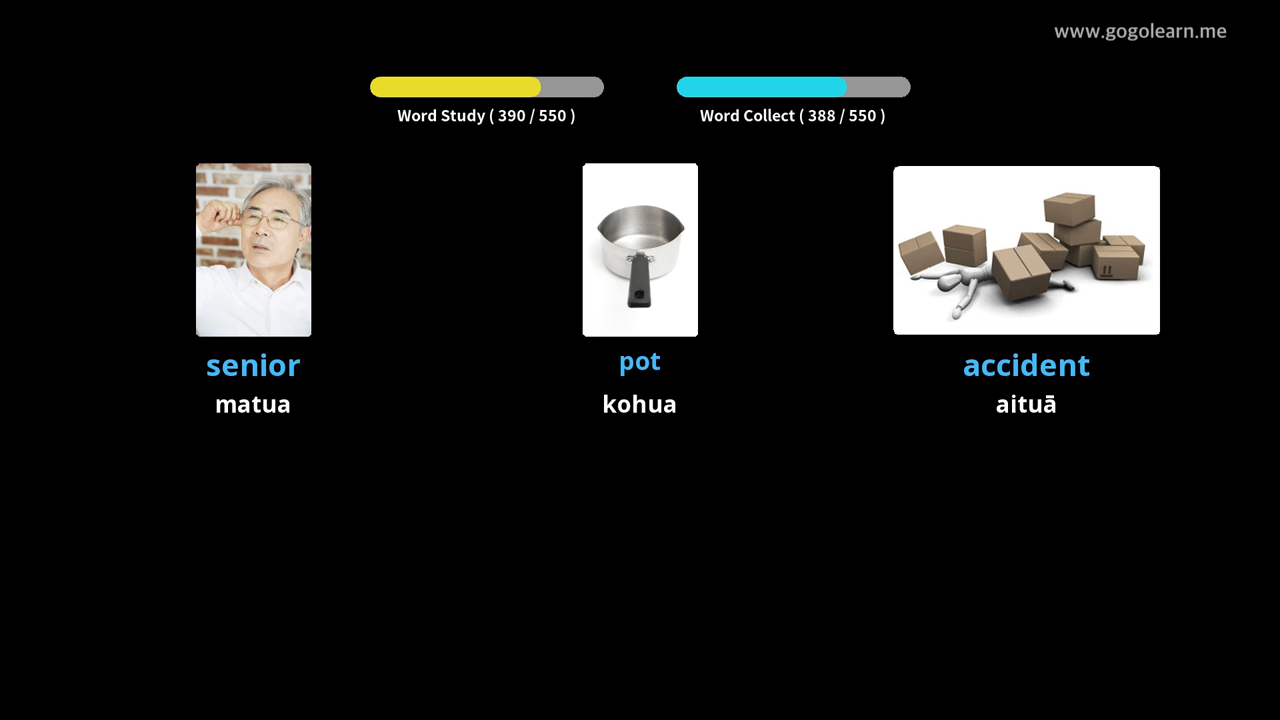 www.gogolearn.me
Word Study ( 390 / 550 )
Word Collect ( 388 / 550 )
senior
matua
pot
kohua
accident
aituā